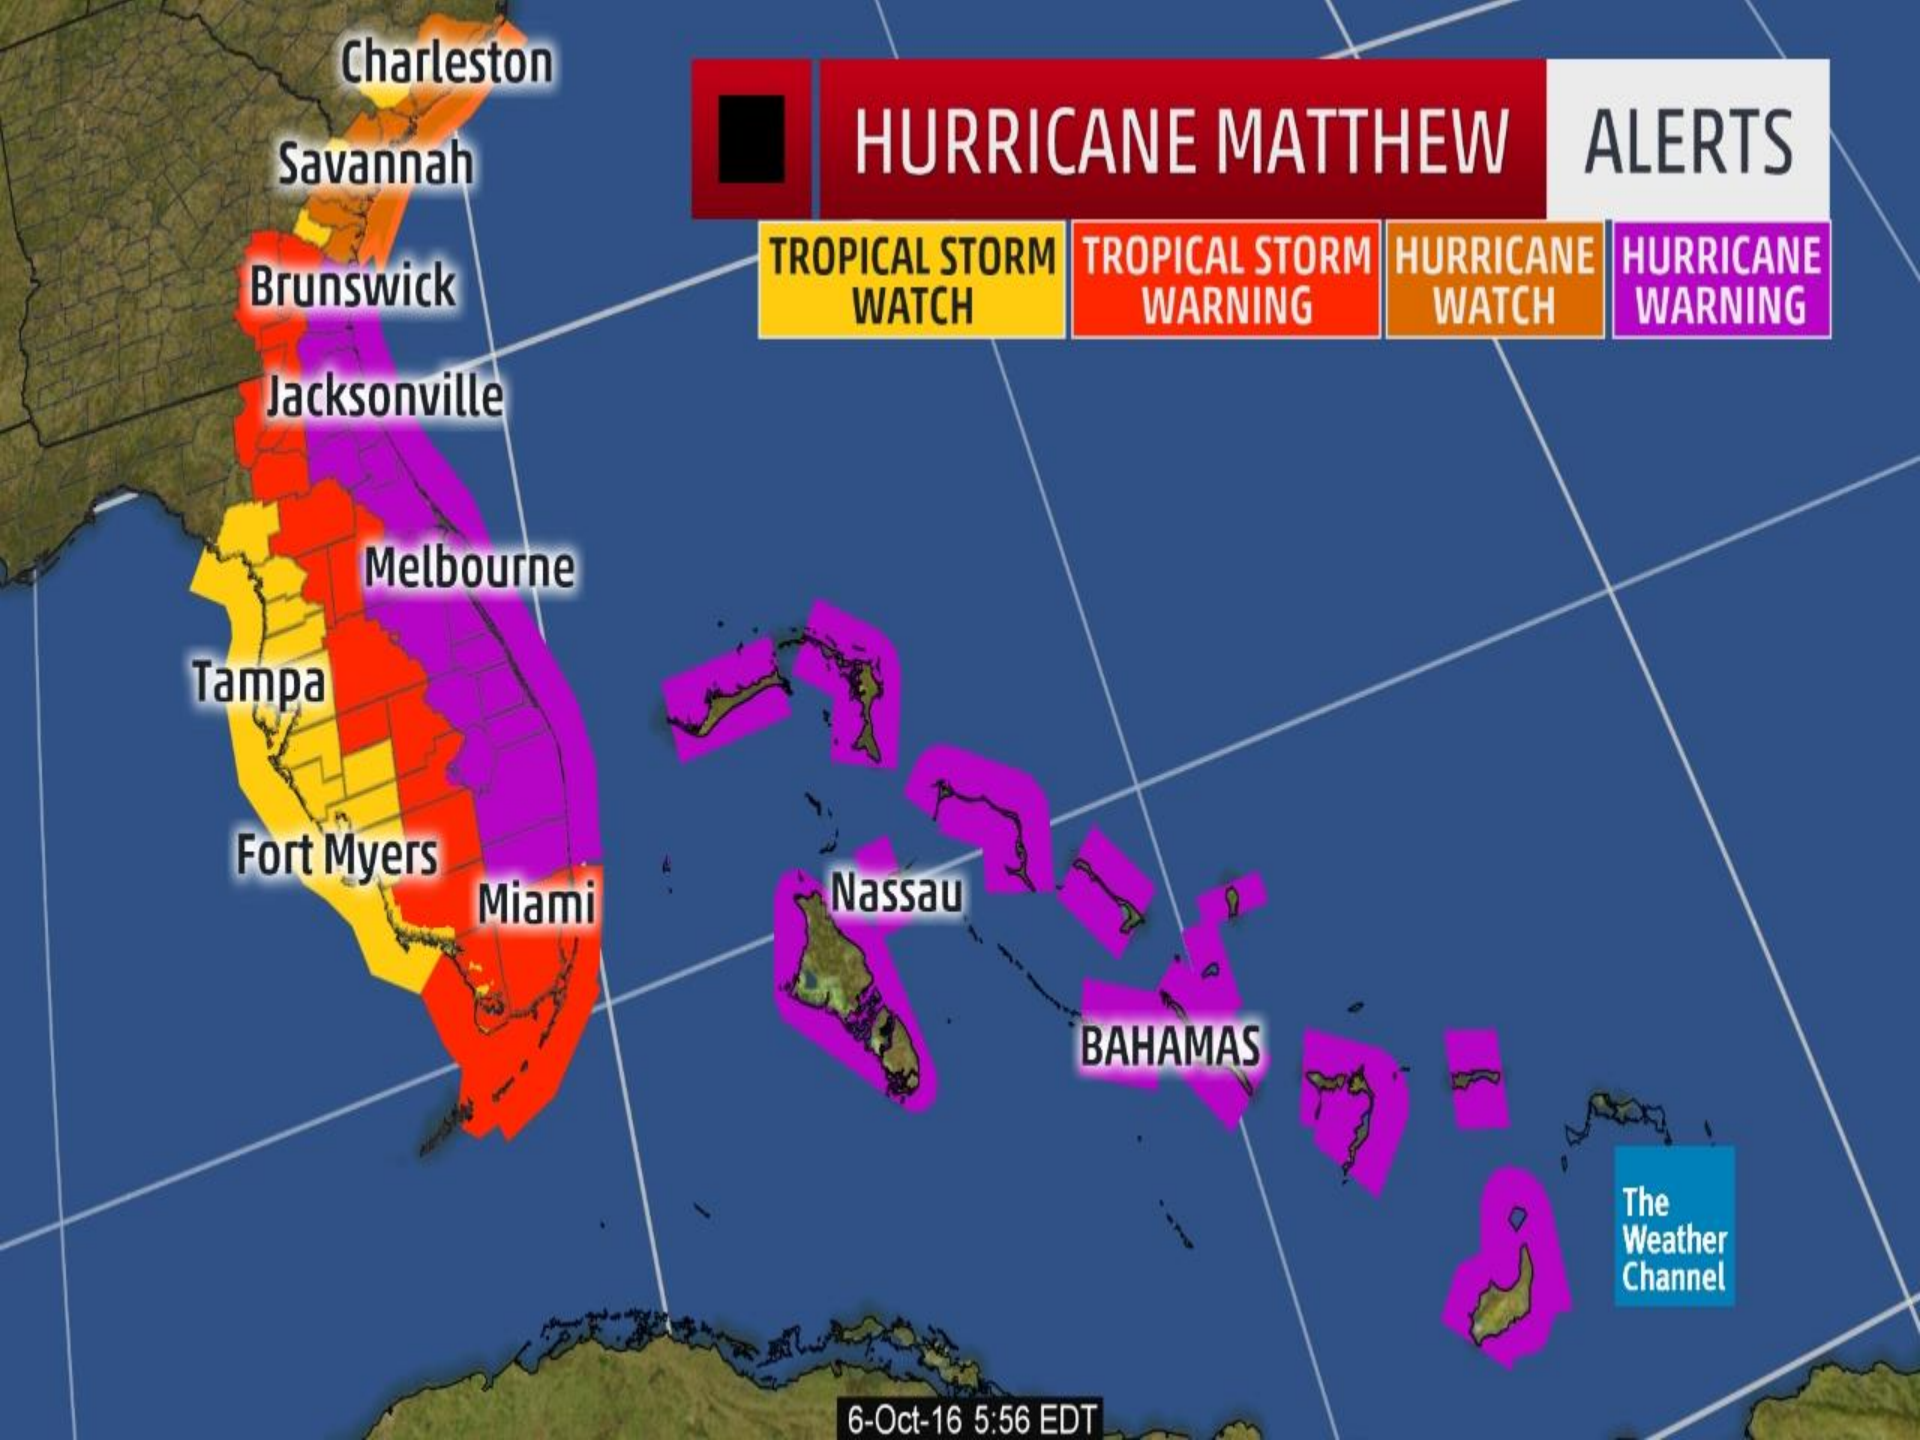 Charleston
HURRICANE MATTHEW ALERTS
Savannah
TROPICAL STORM
WATCH
TROPICAL STORM
WARNING
HURRICANE
WATCH
HURRICANE
WARNING
Brunswick
Jacksonville
Melbourne
Tampa
Fort Myers
Miami
Nassau
BAHAMAS
The
Weather
Channel
6-Oct-16 5:56 EDT